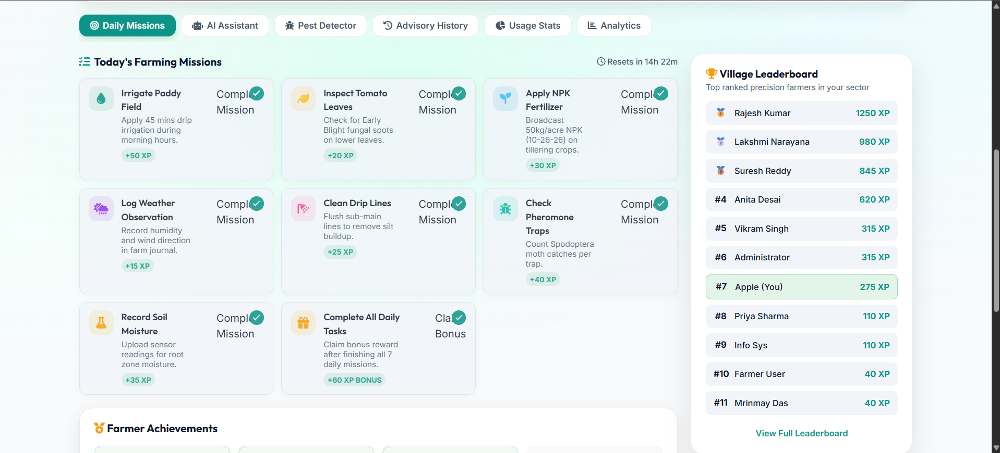 Daily Missions
AI Assistant
Pest Detector
Advisory History
Usage Stats
Analytics
Today's Farming Missions
Resets in 14h 22m
Irrigate Paddy
Field
Apply 45 mins drip
irrigation during
morning hours.
+50 XP
Compl
Mission
Inspect Tomato
Leaves
Check for Early
Blight fungal spots
on lower leaves.
+20 XP
Compl
Mission
Apply NPK
Fertilizer
Broadcast
50kg/acre NPK
(10-26-26) on
tillering crops.
+30 XP
Compl
Mission
Log Weather
Observation
Record humidity
and wind direction
in farm journal.
+15 XP
Compl
Mission
Clean Drip Lines
Flush sub-main
lines to remove silt
buildup.
+25 XP
Compl
Mission
Check
Pheromone
Traps
Count Spodoptera
moth catches per
trap.
+40 XP
Compl
Mission
Record Soil
Moisture
Upload sensor
readings for root
zone moisture.
+35 XP
Compl
Mission
Complete All Daily
Tasks
Claim bonus reward
after finishing all 7
daily missions.
+60 XP BONUS
Clai
Bonus
Farmer Achievements
Village Leaderboard
Top ranked precision farmers in your sector
1 Rajesh Kumar 1250 XP
2 Lakshmi Narayana 980 XP
3 Suresh Reddy 845 XP
#4 Anita Desai 620 XP
#5 Vikram Singh 315 XP
#6 Administrator 315 XP
#7 Apple (You) 275 XP
#8 Priya Sharma 110 XP
#9 Info Sys 110 XP
#10 Farmer User 40 XP
#11 Mrinmay Das 40 XP
View Full Leaderboard